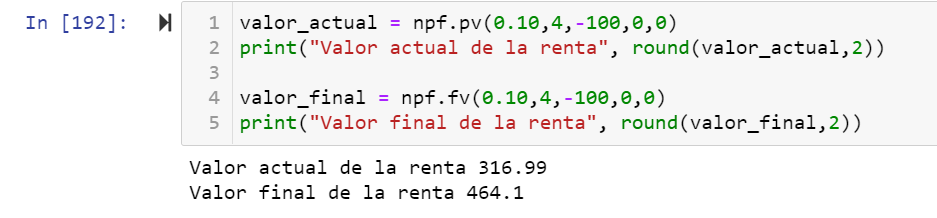 In [192]:
1 valor_actual = npf.pv(0.10,4,-100,0,0)
2 print("Valor actual de la renta", round(valor_actual,2))
3
4 valor_final = npf.fv(0.10,4,-100,0,0)
5 print("Valor final de la renta", round(valor_final,2))
Valor actual de la renta 316.99
Valor final de la renta 464.1